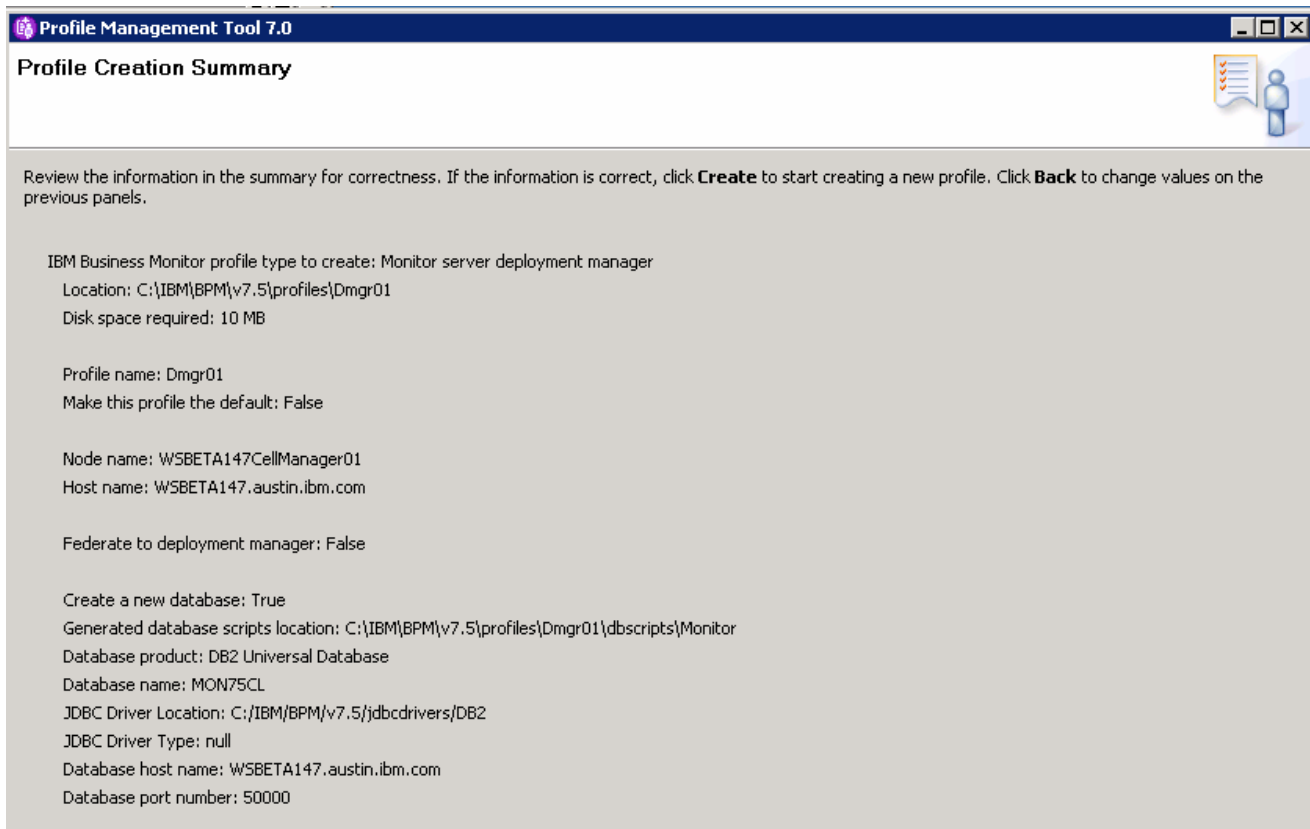 Profile Management Tool 7.0
Profile Creation Summary
Review the information in the summary for correctness. If the information is correct, click Create to start creating a new profile. Click Back to change values on the
previous panels.
IBM Business Monitor profile type to create: Monitor server deployment manager
Location: C:\IBM\BPM\v7.5\profiles\Dmgr01
Disk space required: 10 MB
Profile name: Dmgr01
Make this profile the default: False
Node name: WSBETA147CellManager01
Host name: WSBETA147.austin.ibm.com
Federate to deployment manager: False
Create a new database: True
Generated database scripts location: C:\IBM\BPM\v7.5\profiles\Dmgr01\dbscripts\Monitor
Database product: DB2 Universal Database
Database name: MON75CL
JDBC Driver Location: C:/IBM/BPM/v7.5/jdbcdrivers/DB2
JDBC Driver Type: null
Database host name: WSBETA147.austin.ibm.com
Database port number: 50000